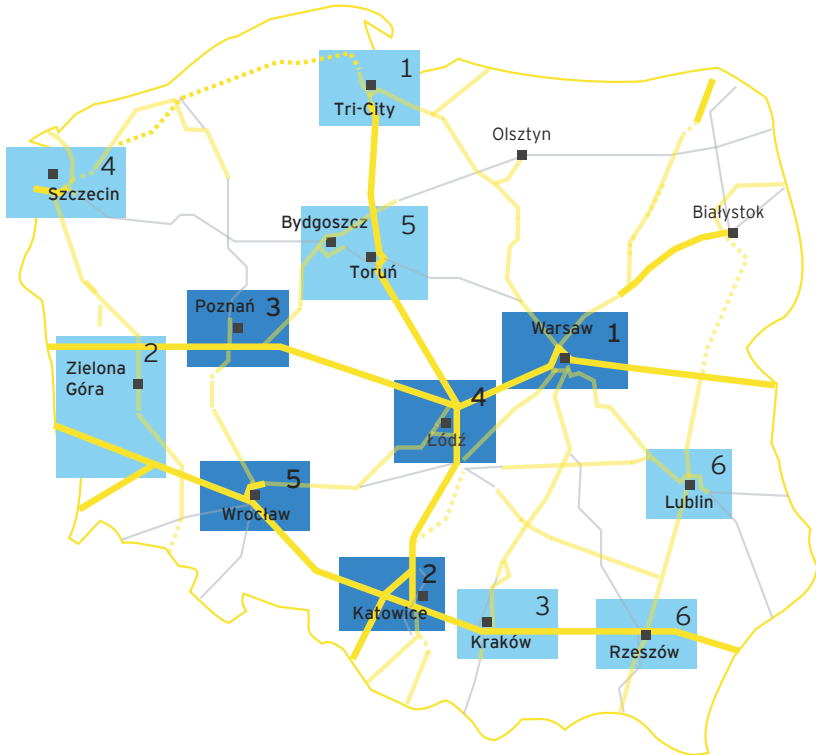 1
Tri-City
Olsztyn
4
Szczecin
Białystok
Bydgoszcz
5
Toruń
Poznań
3
Warsaw
1
2
Zielona
Góra
4
Łódź
6
Lublin
5
Wrocław
2
Katowice
3
Kraków
6
Rzeszów